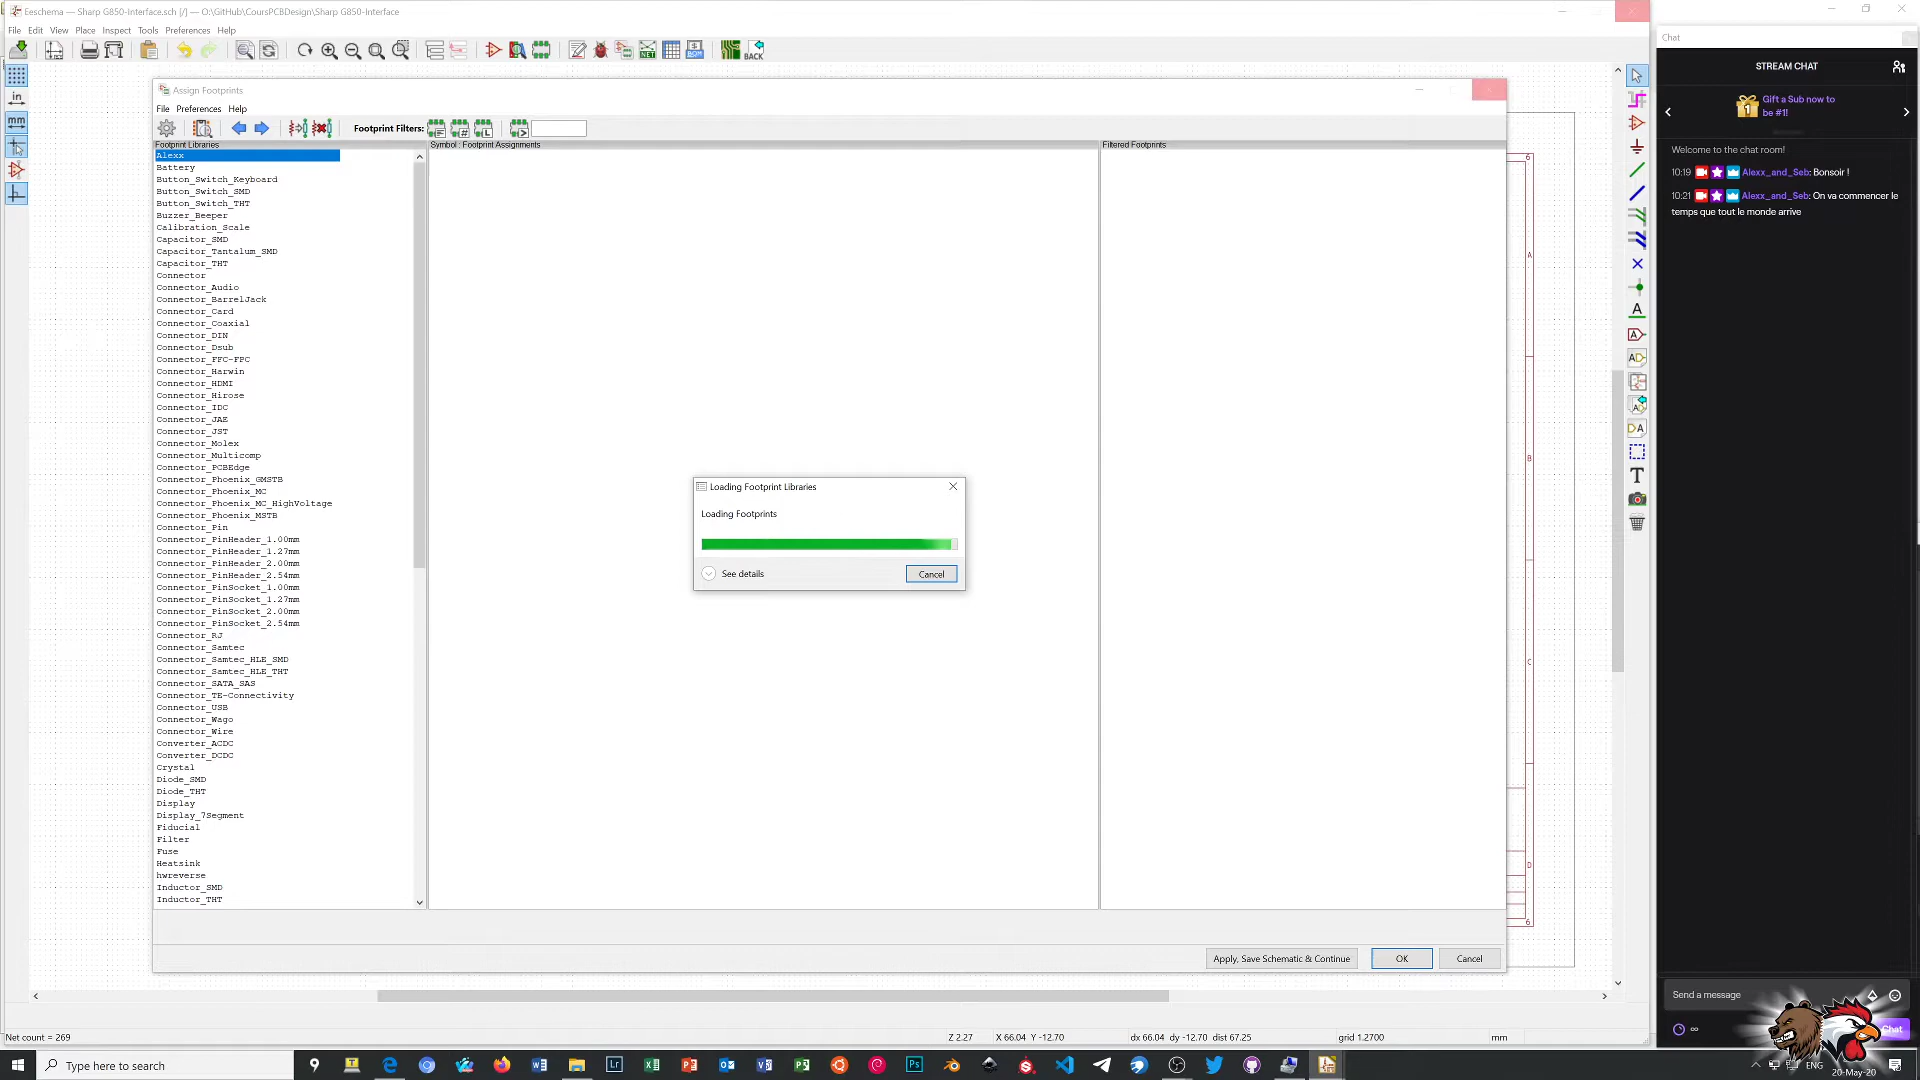 Eeschema — Sharp G850-Interface.sch [/] — O:\GitHub\CoursPCBDesign\Sharp G850-Interface
File Edit View Place Inspect Tools Preferences Help
BACK
in
mm
Assign Footprints
File Preferences Help
Footprint Filters:
Footprint Libraries
Symbol : Footprint Assignments
Filtered Footprints
Alexx
Battery
Button_Switch_Keyboard
Button_Switch_SMD
Button_Switch_THT
Buzzer_Beeper
Calibration_Scale
Capacitor_SMD
Capacitor_Tantalum_SMD
Capacitor_THT
Connector
Connector_Audio
Connector_BarrelJack
Connector_Card
Connector_Coaxial
Connector_DIN
Connector_Dsub
Connector_FFC-FPC
Connector_Harwin
Connector_HDMI
Connector_Hirose
Connector_IDC
Connector_JAE
Connector_JST
Connector_Molex
Connector_Multicomp
Connector_PCBEdge
Connector_Phoenix_GMSTB
Connector_Phoenix_MC
Connector_Phoenix_MC_HighVoltage
Connector_Phoenix_MSTB
Connector_Pin
Connector_PinHeader_1.00mm
Connector_PinHeader_1.27mm
Connector_PinHeader_2.00mm
Connector_PinHeader_2.54mm
Connector_PinSocket_1.00mm
Connector_PinSocket_1.27mm
Connector_PinSocket_2.00mm
Connector_PinSocket_2.54mm
Connector_RJ
Connector_Samtec
Connector_Samtec_HLE_SMD
Connector_Samtec_HLE_THT
Connector_SATA_SAS
Connector_TE-Connectivity
Connector_USB
Connector_Wago
Connector_Wire
Converter_ACDC
Converter_DCDC
Crystal
Diode_SMD
Diode_THT
Display
Display_7Segment
Fiducial
Filter
Fuse
Heatsink
hwreverse
Inductor_SMD
Inductor_THT
Loading Footprint Libraries
Loading Footprints
See details
Cancel
Apply, Save Schematic & Continue
OK
Cancel
6
A
B
C
D
6
Net count = 269
Z 2.27
X 66.04 Y -12.70
dx 66.04 dy -12.70 dist 67.25
grid 1.2700
mm
Chat
STREAM CHAT
Gift a Sub now to
be #1!
Welcome to the chat room!
10:19 Alexx_and_Seb: Bonsoir !
10:21 Alexx_and_Seb: On va commencer le
temps que tout le monde arrive
Send a message
Chat
Type here to search
ENG
20-May-20